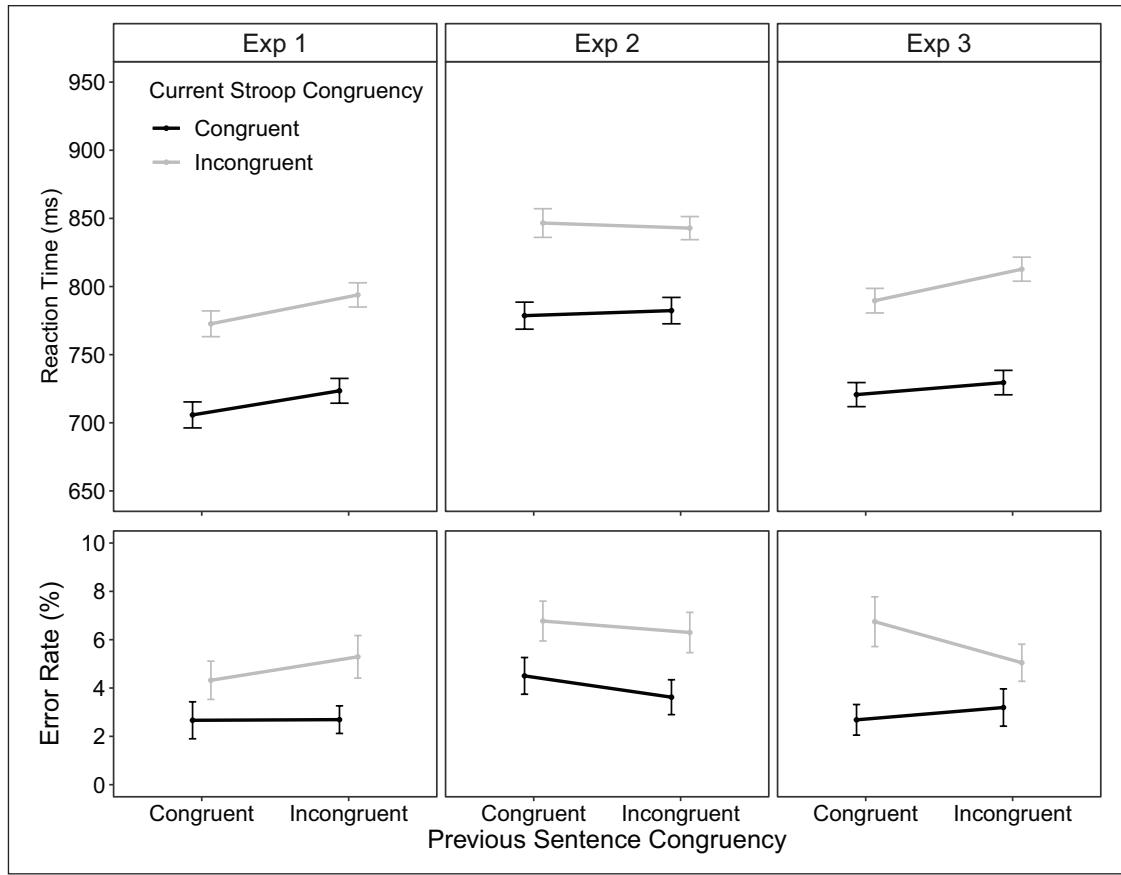 Exp 1
Exp 2
Exp 3
Current Stroop Congruency
Congruent
Incongruent
Reaction Time (ms)
950
900
850
800
750
700
650
Error Rate (%)
10
8
6
4
2
0
Congruent Incongruent Congruent Incongruent Congruent Incongruent
Previous Sentence Congruency